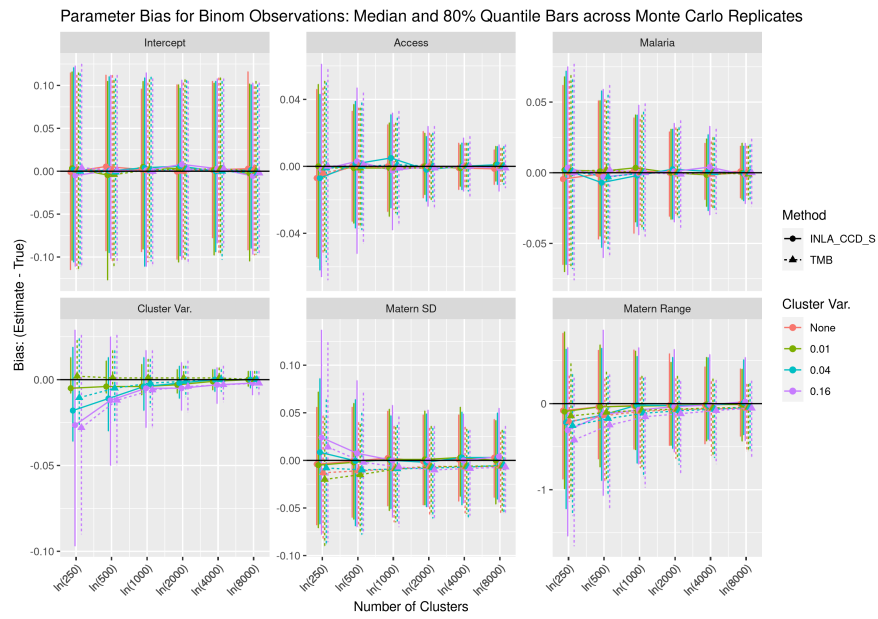 Parameter Bias for Binom Observations: Median and 80% Quantile Bars across Monte Carlo Replicates
Intercept
Access
Malaria
0.10
0.05
0.00
-0.05
-0.10
0.04
0.00
-0.04
0.05
0.00
-0.05
Bias: (Estimate - True)
Cluster Var.
Matern SD
Matern Range
0.00
-0.05
-0.10
0.10
0.05
0.00
-0.05
-0.10
0
-1
ln(250) ln(500) ln(1000) ln(2000) ln(4000) ln(8000)
ln(250) ln(500) ln(1000) ln(2000) ln(4000) ln(8000)
ln(250) ln(500) ln(1000) ln(2000) ln(4000) ln(8000)
Number of Clusters
Method
INLA_CCD_S
TMB
Cluster Var.
None
0.01
0.04
0.16